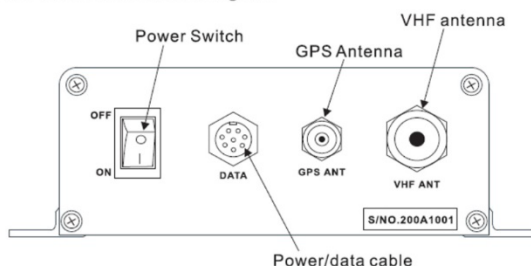 VHF antenna
Power Switch
GPS Antenna
OFF
ON
DATA
GPS ANT
VHF ANT
S/NO.200A1001
Power/data cable